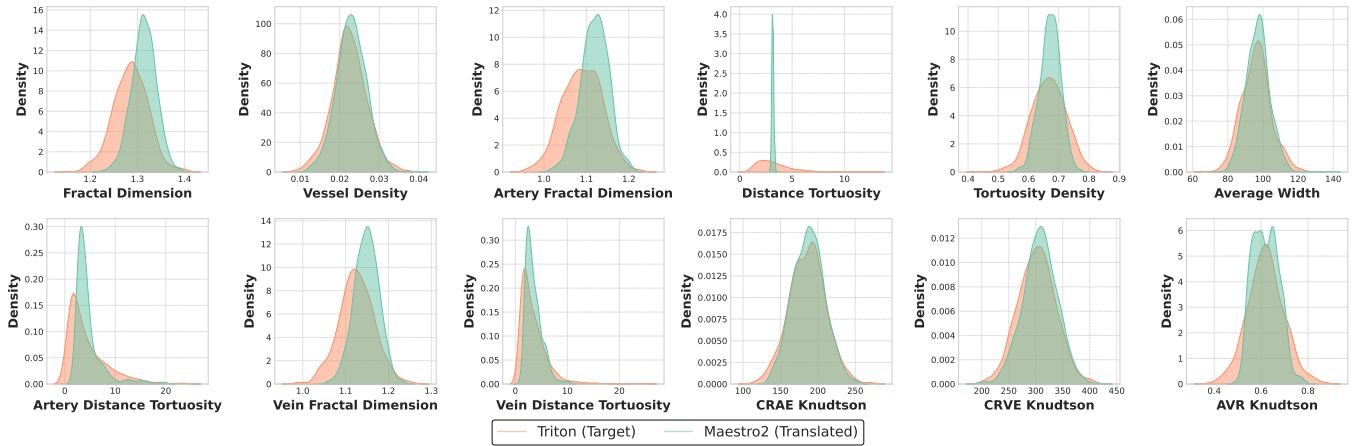 Density
16
14
12
10
8
6
4
2
0
1.2 1.3 1.4
Fractal Dimension
Density
100
80
60
40
20
0
0.01 0.02 0.03 0.04
Vessel Density
Density
12
10
8
6
4
2
0
1.0 1.1 1.2
Artery Fractal Dimension
Density
4.0
3.5
3.0
2.5
2.0
1.5
1.0
0.5
0.0
0 5 10
Distance Tortuosity
Density
10
8
6
4
2
0
0.4 0.5 0.6 0.7 0.8 0.9
Tortuosity Density
Density
0.06
0.05
0.04
0.03
0.02
0.01
0.00
60 80 100 120 140
Average Width
Density
0.30
0.25
0.20
0.15
0.10
0.05
0.00
0 10 20
Artery Distance Tortuosity
Density
14
12
10
8
6
4
2
0
1.0 1.1 1.2 1.3
Vein Fractal Dimension
Density
0.30
0.25
0.20
0.15
0.10
0.05
0.00
0 10 20
Vein Distance Tortuosity
Density
0.0175
0.0150
0.0125
0.0100
0.0075
0.0050
0.0025
0.0000
100 150 200 250
CRAE Knudtson
Density
0.012
0.010
0.008
0.006
0.004
0.002
0.000
200 250 300 350 400 450
CRVE Knudtson
Density
6
5
4
3
2
1
0
0.4 0.6 0.8
AVR Knudtson
Triton (Target) Maestro2 (Translated)